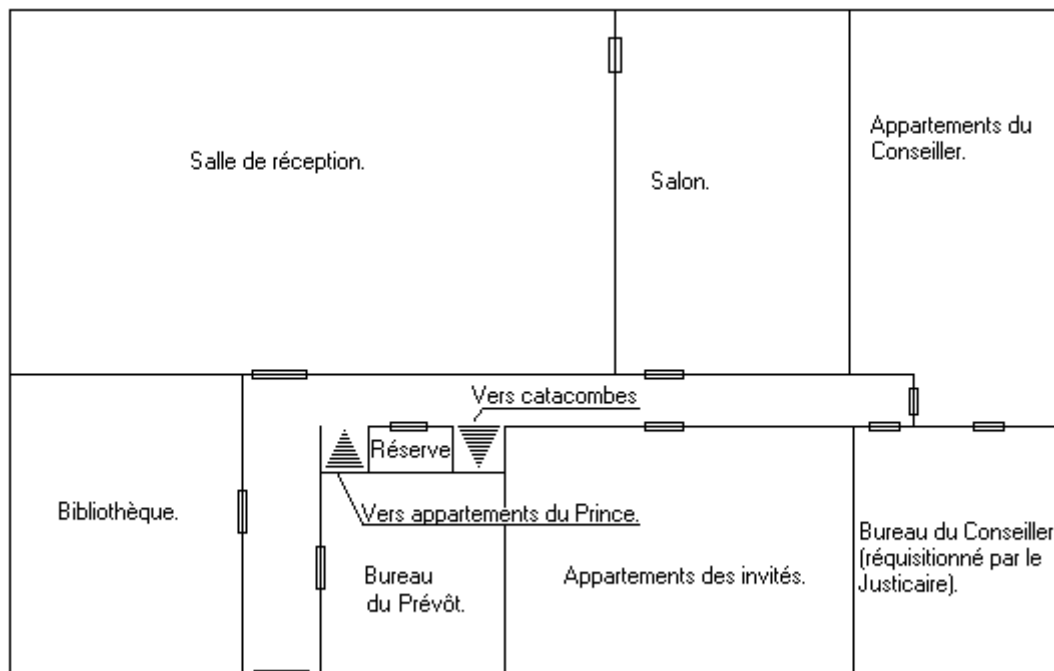 Salle de réception.
Salon.
Appartements du
Conseiller.
Vers catacombes
Réserve
Bibliothèque.
Vers appartements du Prince.
Bureau
du Prévôt.
Appartements des invités.
Bureau du Conseiller
(réquisitionné par le
Justicaire).